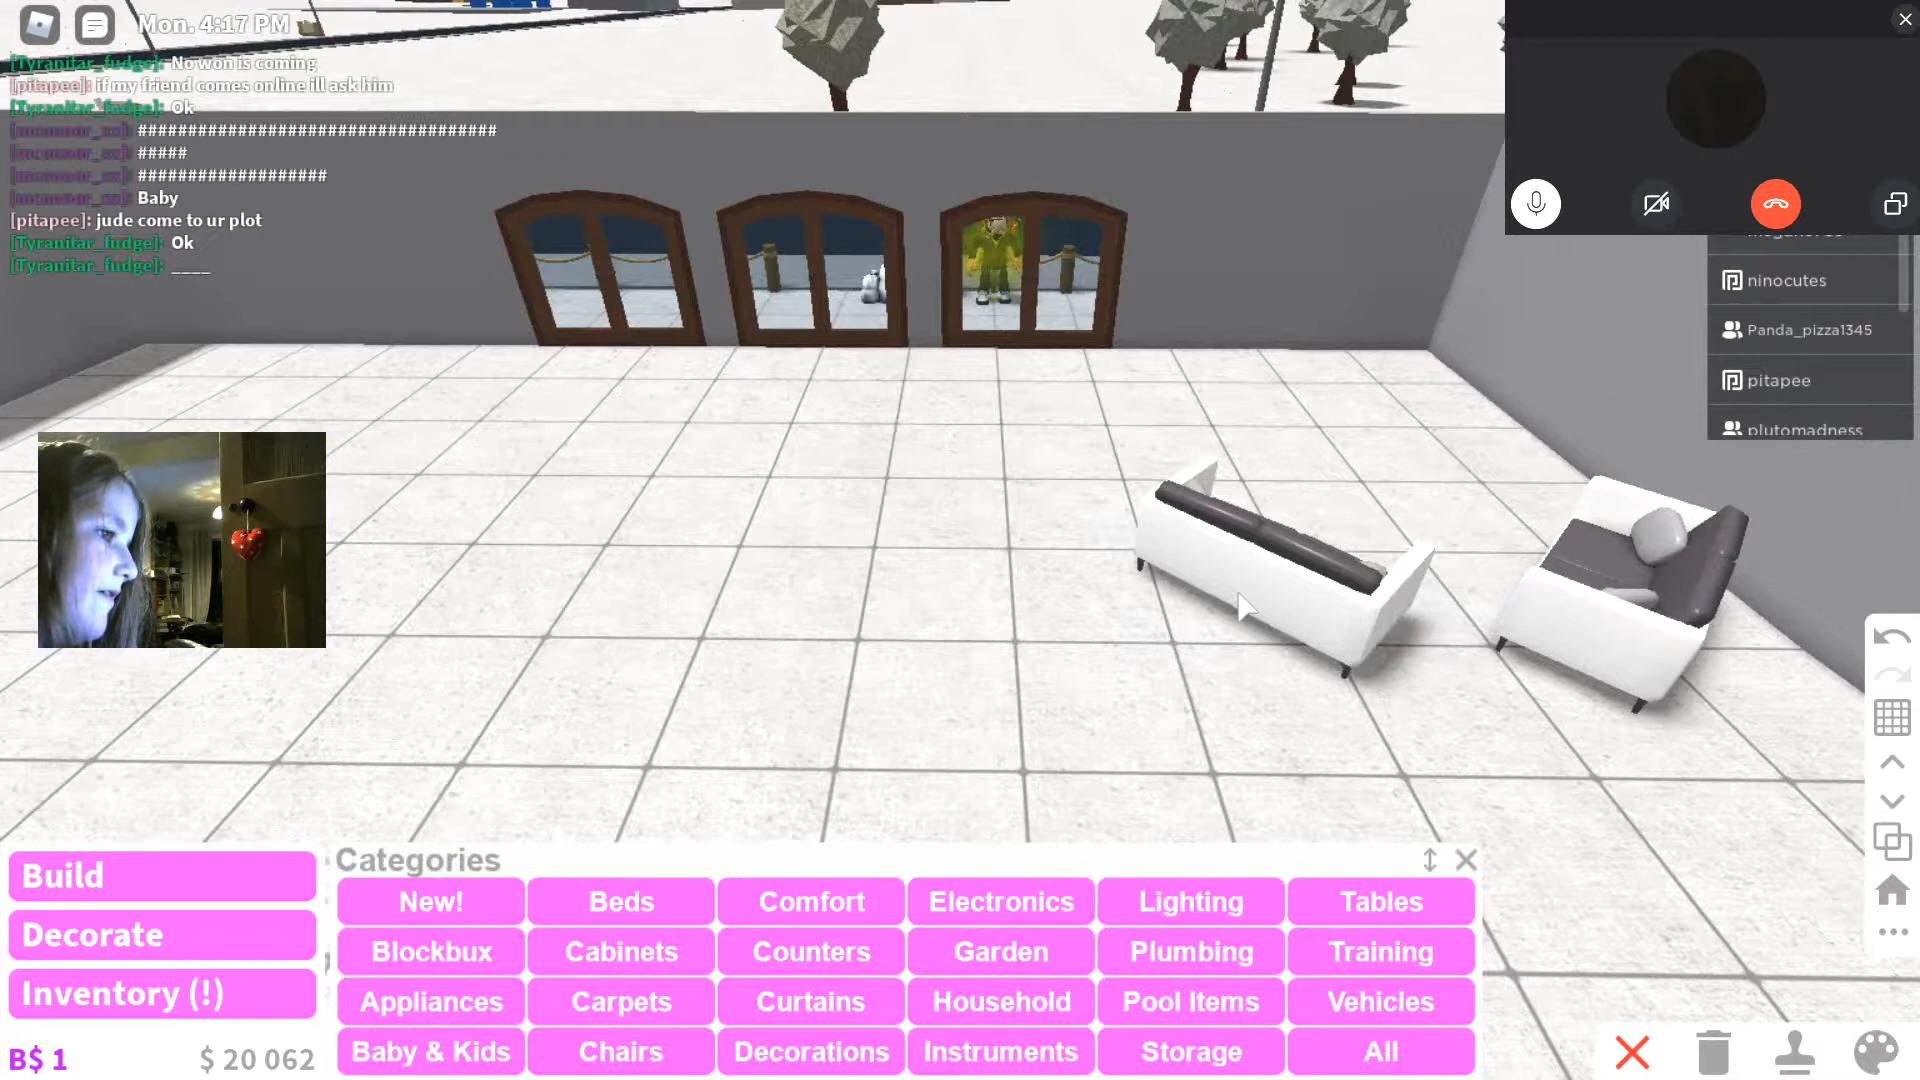 Mon. 4:17 PM
[Tyranitar_fudge]: No won is coming
[pitapee]: if my friend comes online ill ask him
[Tyranitar_fudge]: Ok
####################################
#####
###################
Baby
[pitapee]: jude come to ur plot
[Tyranitar_fudge]: Ok
[Tyranitar_fudge]: ____
ninocutes
Panda_pizza1345
pitapee
plutomadness
Build
Decorate
Inventory (!)
B$ 1 $ 20 062
Categories
New! Beds Comfort Electronics Lighting Tables
Blockbux Cabinets Counters Garden Plumbing Training
Appliances Carpets Curtains Household Pool Items Vehicles
Baby & Kids Chairs Decorations Instruments Storage All